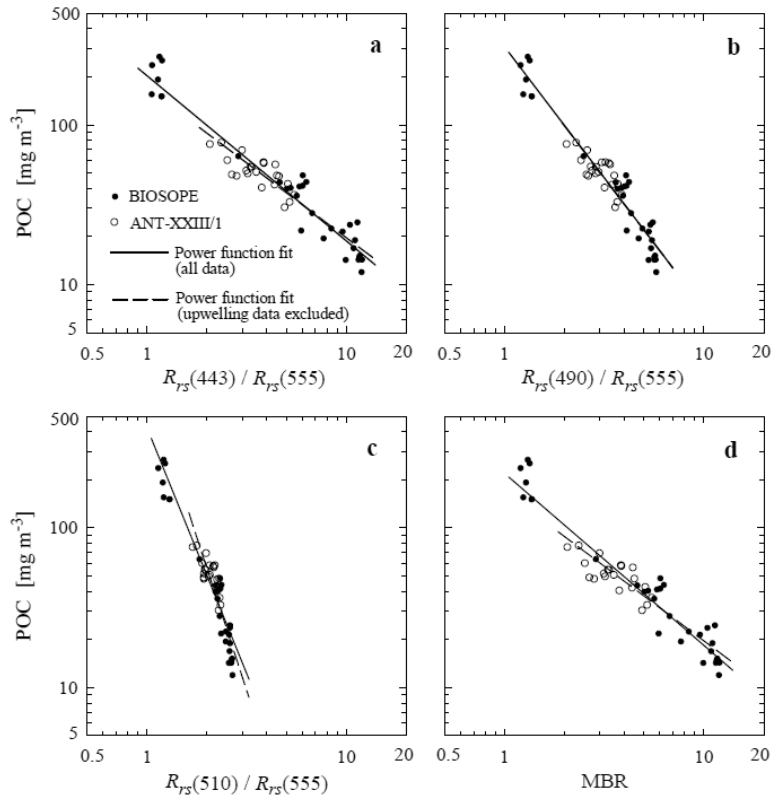 500
100
10
5
POC [mg m⁻³]
a
BIOSOPE
ANT-XXIII/1
Power function fit
(all data)
Power function fit
(upwelling data excluded)
0.5 1 10 20
Rrs(443) / Rrs(555)
b
0.5 1 10 20
Rrs(490) / Rrs(555)
500
100
10
5
POC [mg m⁻³]
c
0.5 1 10 20
Rrs(510) / Rrs(555)
d
0.5 1 10 20
MBR